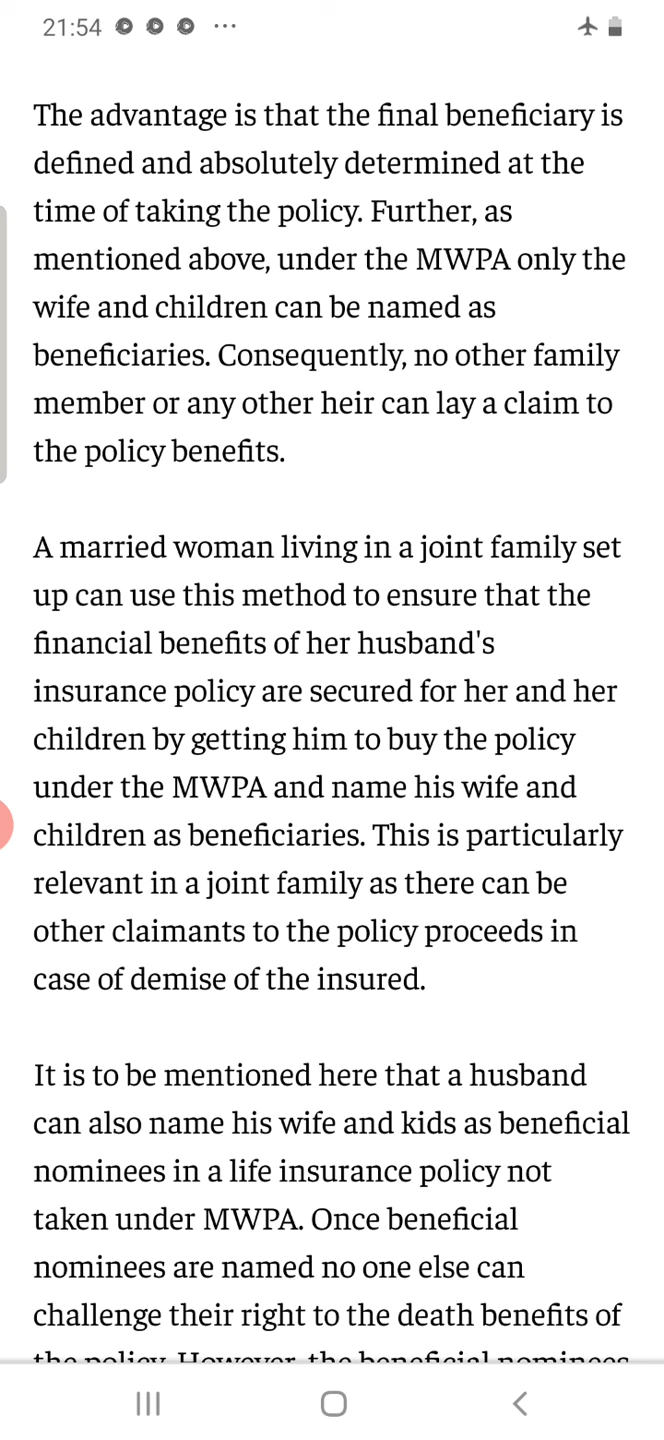 21:54
The advantage is that the final beneficiary is
defined and absolutely determined at the
time of taking the policy. Further, as
mentioned above, under the MWPA only the
wife and children can be named as
beneficiaries. Consequently, no other family
member or any other heir can lay a claim to
the policy benefits.
A married woman living in a joint family set
up can use this method to ensure that the
financial benefits of her husband's
insurance policy are secured for her and her
children by getting him to buy the policy
under the MWPA and name his wife and
children as beneficiaries. This is particularly
relevant in a joint family as there can be
other claimants to the policy proceeds in
case of demise of the insured.
It is to be mentioned here that a husband
can also name his wife and kids as beneficial
nominees in a life insurance policy not
taken under MWPA. Once beneficial
nominees are named no one else can
challenge their right to the death benefits of
the policy. However, the beneficial nominees